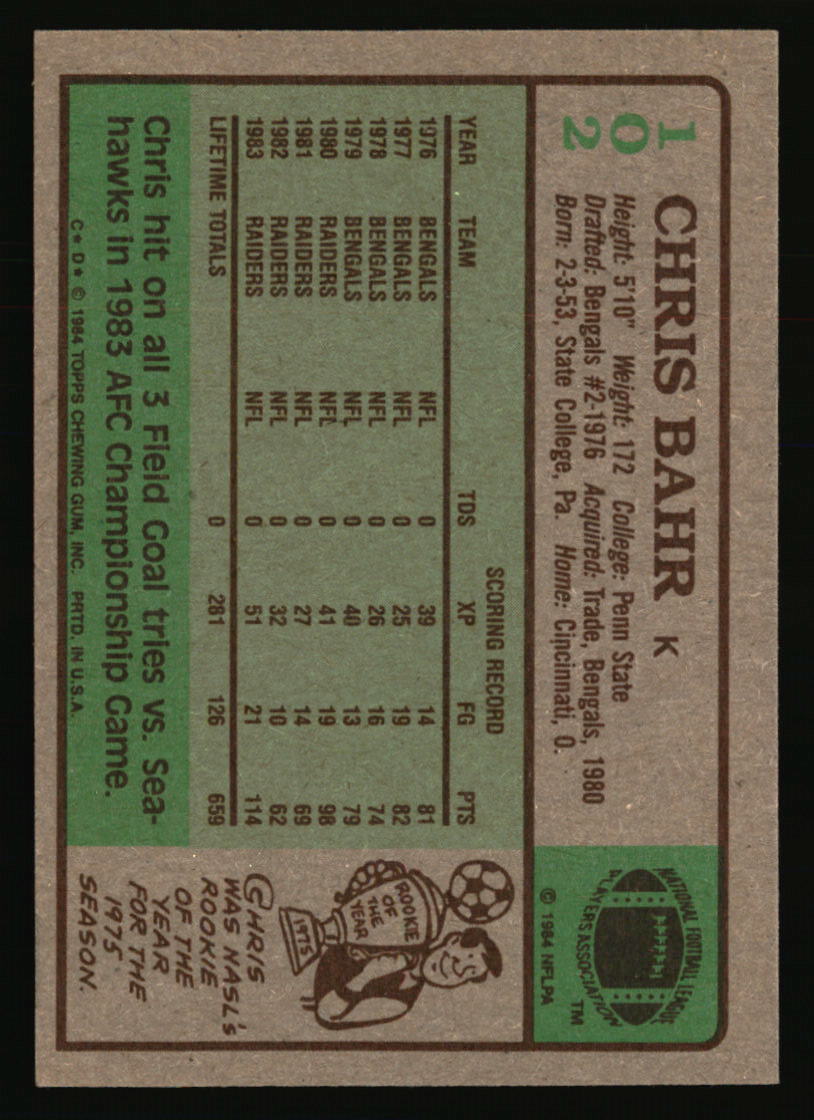 102
CHRIS BAHR K
Height: 5'10" Weight: 172 College: Penn State
Drafted: Bengals #2-1976 Acquired: Trade, Bengals, 1980
Born: 2-3-53, State College, Pa. Home: Cincinnati, O.
NATIONAL FOOTBALL LEAGUE
PLAYERS ASSOCIATION
TM
© 1984 NFLPA
SCORING RECORD
YEAR TEAM TDS XP FG PTS
1976 BENGALS NFL 0 39 14 81
1977 BENGALS NFL 0 25 19 82
1978 BENGALS NFL 0 26 16 74
1979 BENGALS NFL 0 40 13 79
1980 RAIDERS NFL 0 41 19 98
1981 RAIDERS NFL 0 27 14 69
1982 RAIDERS NFL 0 32 10 62
1983 RAIDERS NFL 0 51 21 114
LIFETIME TOTALS 0 281 126 659
Chris hit on all 3 Field Goal tries vs. Sea-
hawks in 1983 AFC Championship Game.
C* D* © 1984 TOPPS CHEWING GUM, INC. PRTD. IN U.S.A.
ROOKIE
OF
THE
YEAR
1975
CHRIS
WAS NASL'S
ROOKIE
OF THE
YEAR
FOR THE
1975
SEASON.